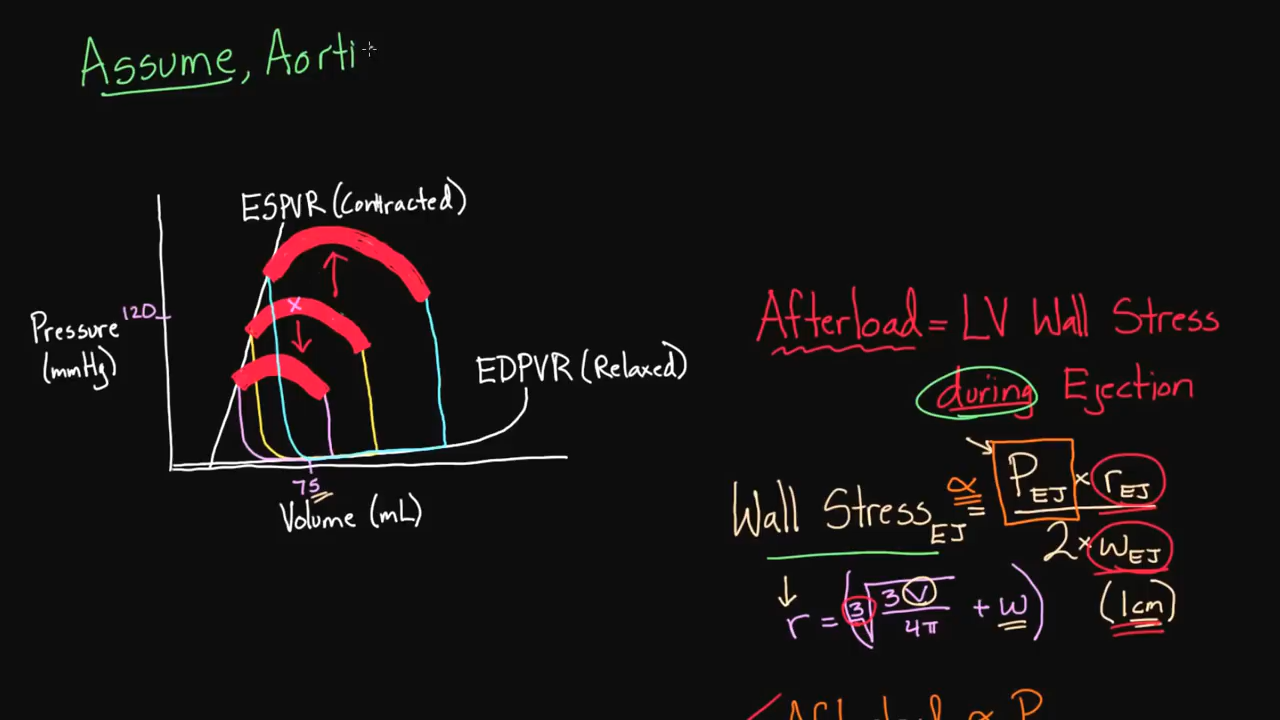 Assume, Aorti
ESPVR (Contracted)
120
Pressure
(mmHg)
x
EDPVR (Relaxed)
75
Volume (mL)
Afterload = LV Wall Stress
during Ejection
Wall Stress EJ ∝ = P EJ × r EJ
2 × w EJ
r = (∛ 3V / 4π + w) (1cm)
Afterload ∝ P